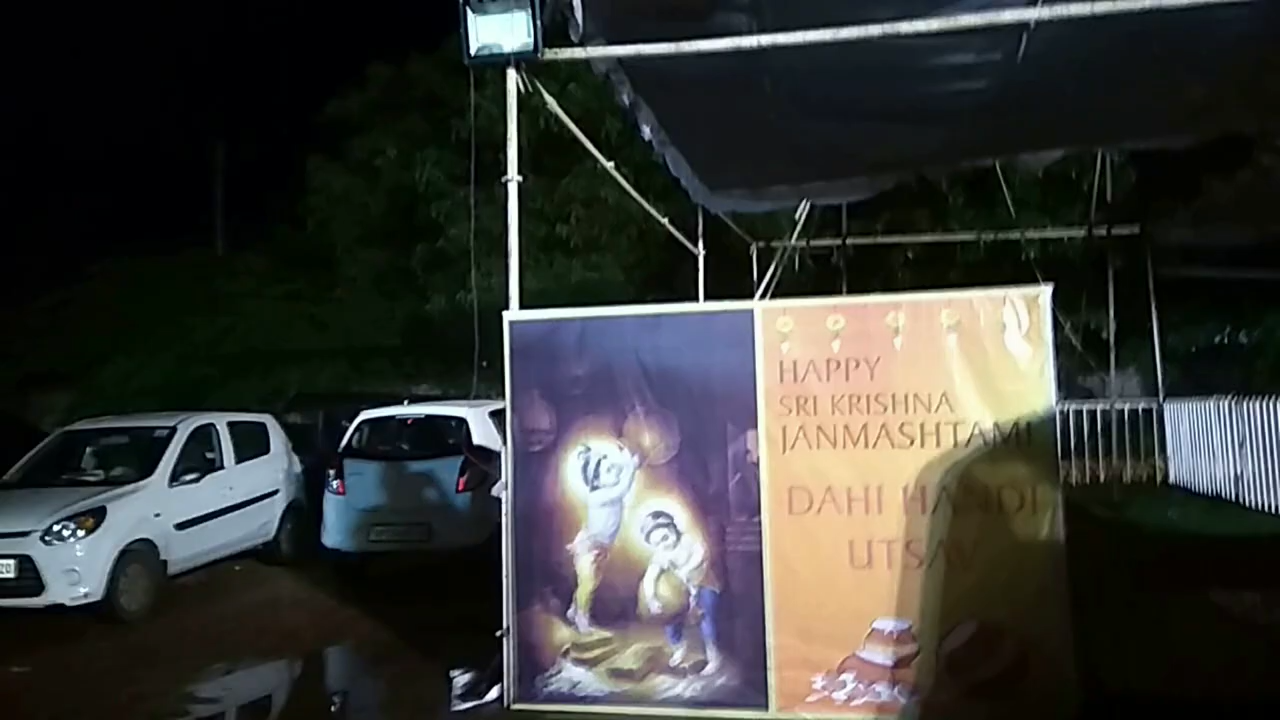 HAPPY
SRI KRISHNA
JANMASHTAMI
DAHI HANDI
UTSAV